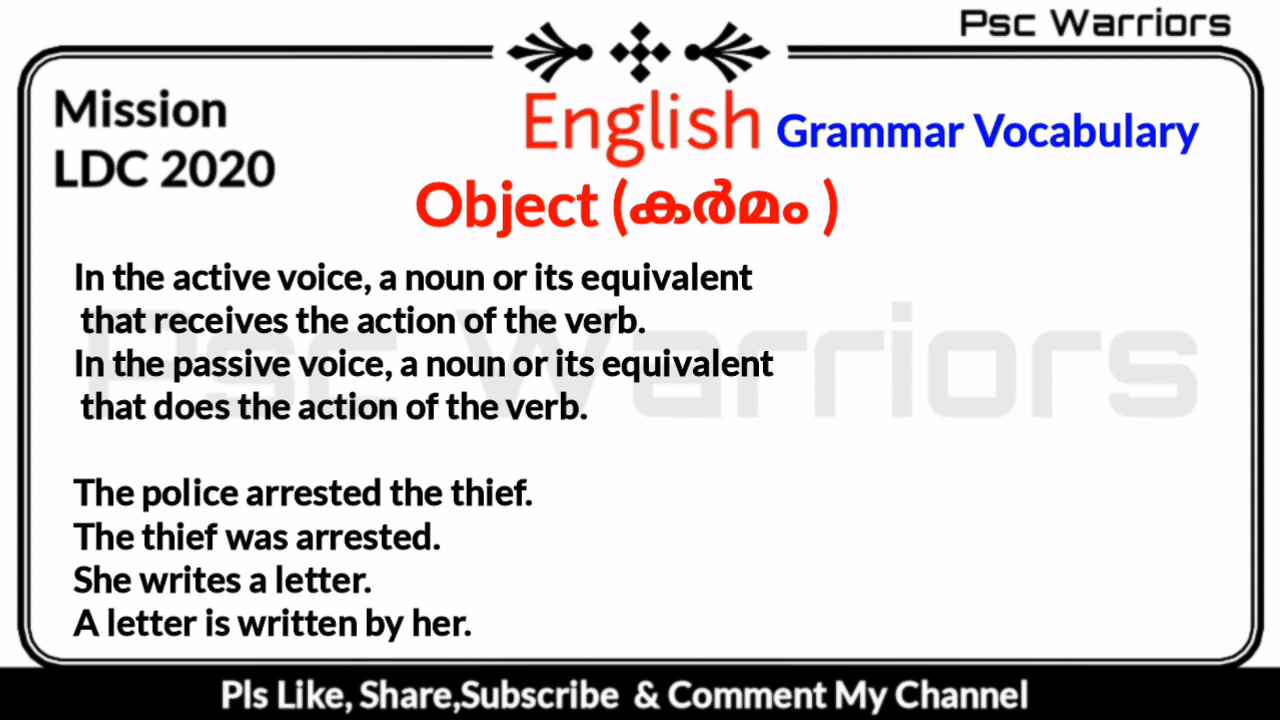 Psc Warriors
Mission
LDC 2020
English Grammar Vocabulary
Object (കർമം )
In the active voice, a noun or its equivalent
that receives the action of the verb.
In the passive voice, a noun or its equivalent
that does the action of the verb.
Psc Warriors
The police arrested the thief.
The thief was arrested.
She writes a letter.
A letter is written by her.
Pls Like, Share,Subscribe & Comment My Channel